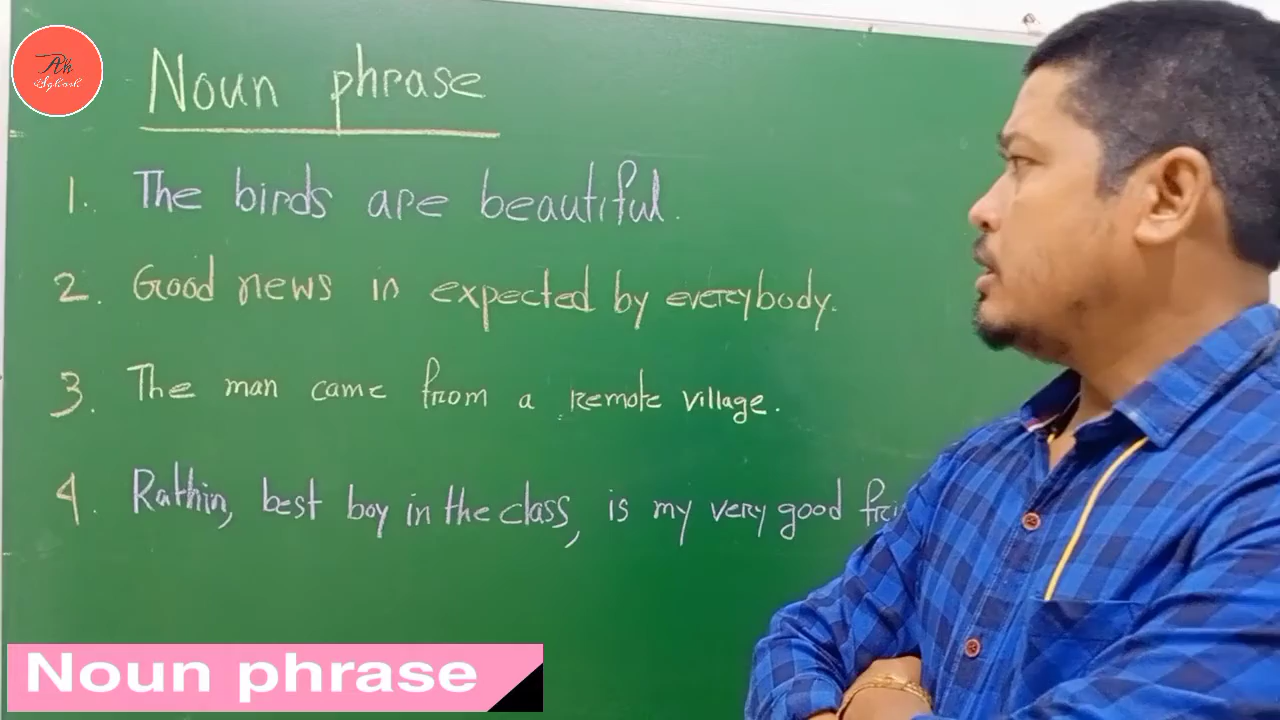 Noun phrase
1. The birds are beautiful.
2. Good news in expected by everybody.
3. The man came from a remote village.
4. Rathin, best boy in the class, is my very good
Noun phrase